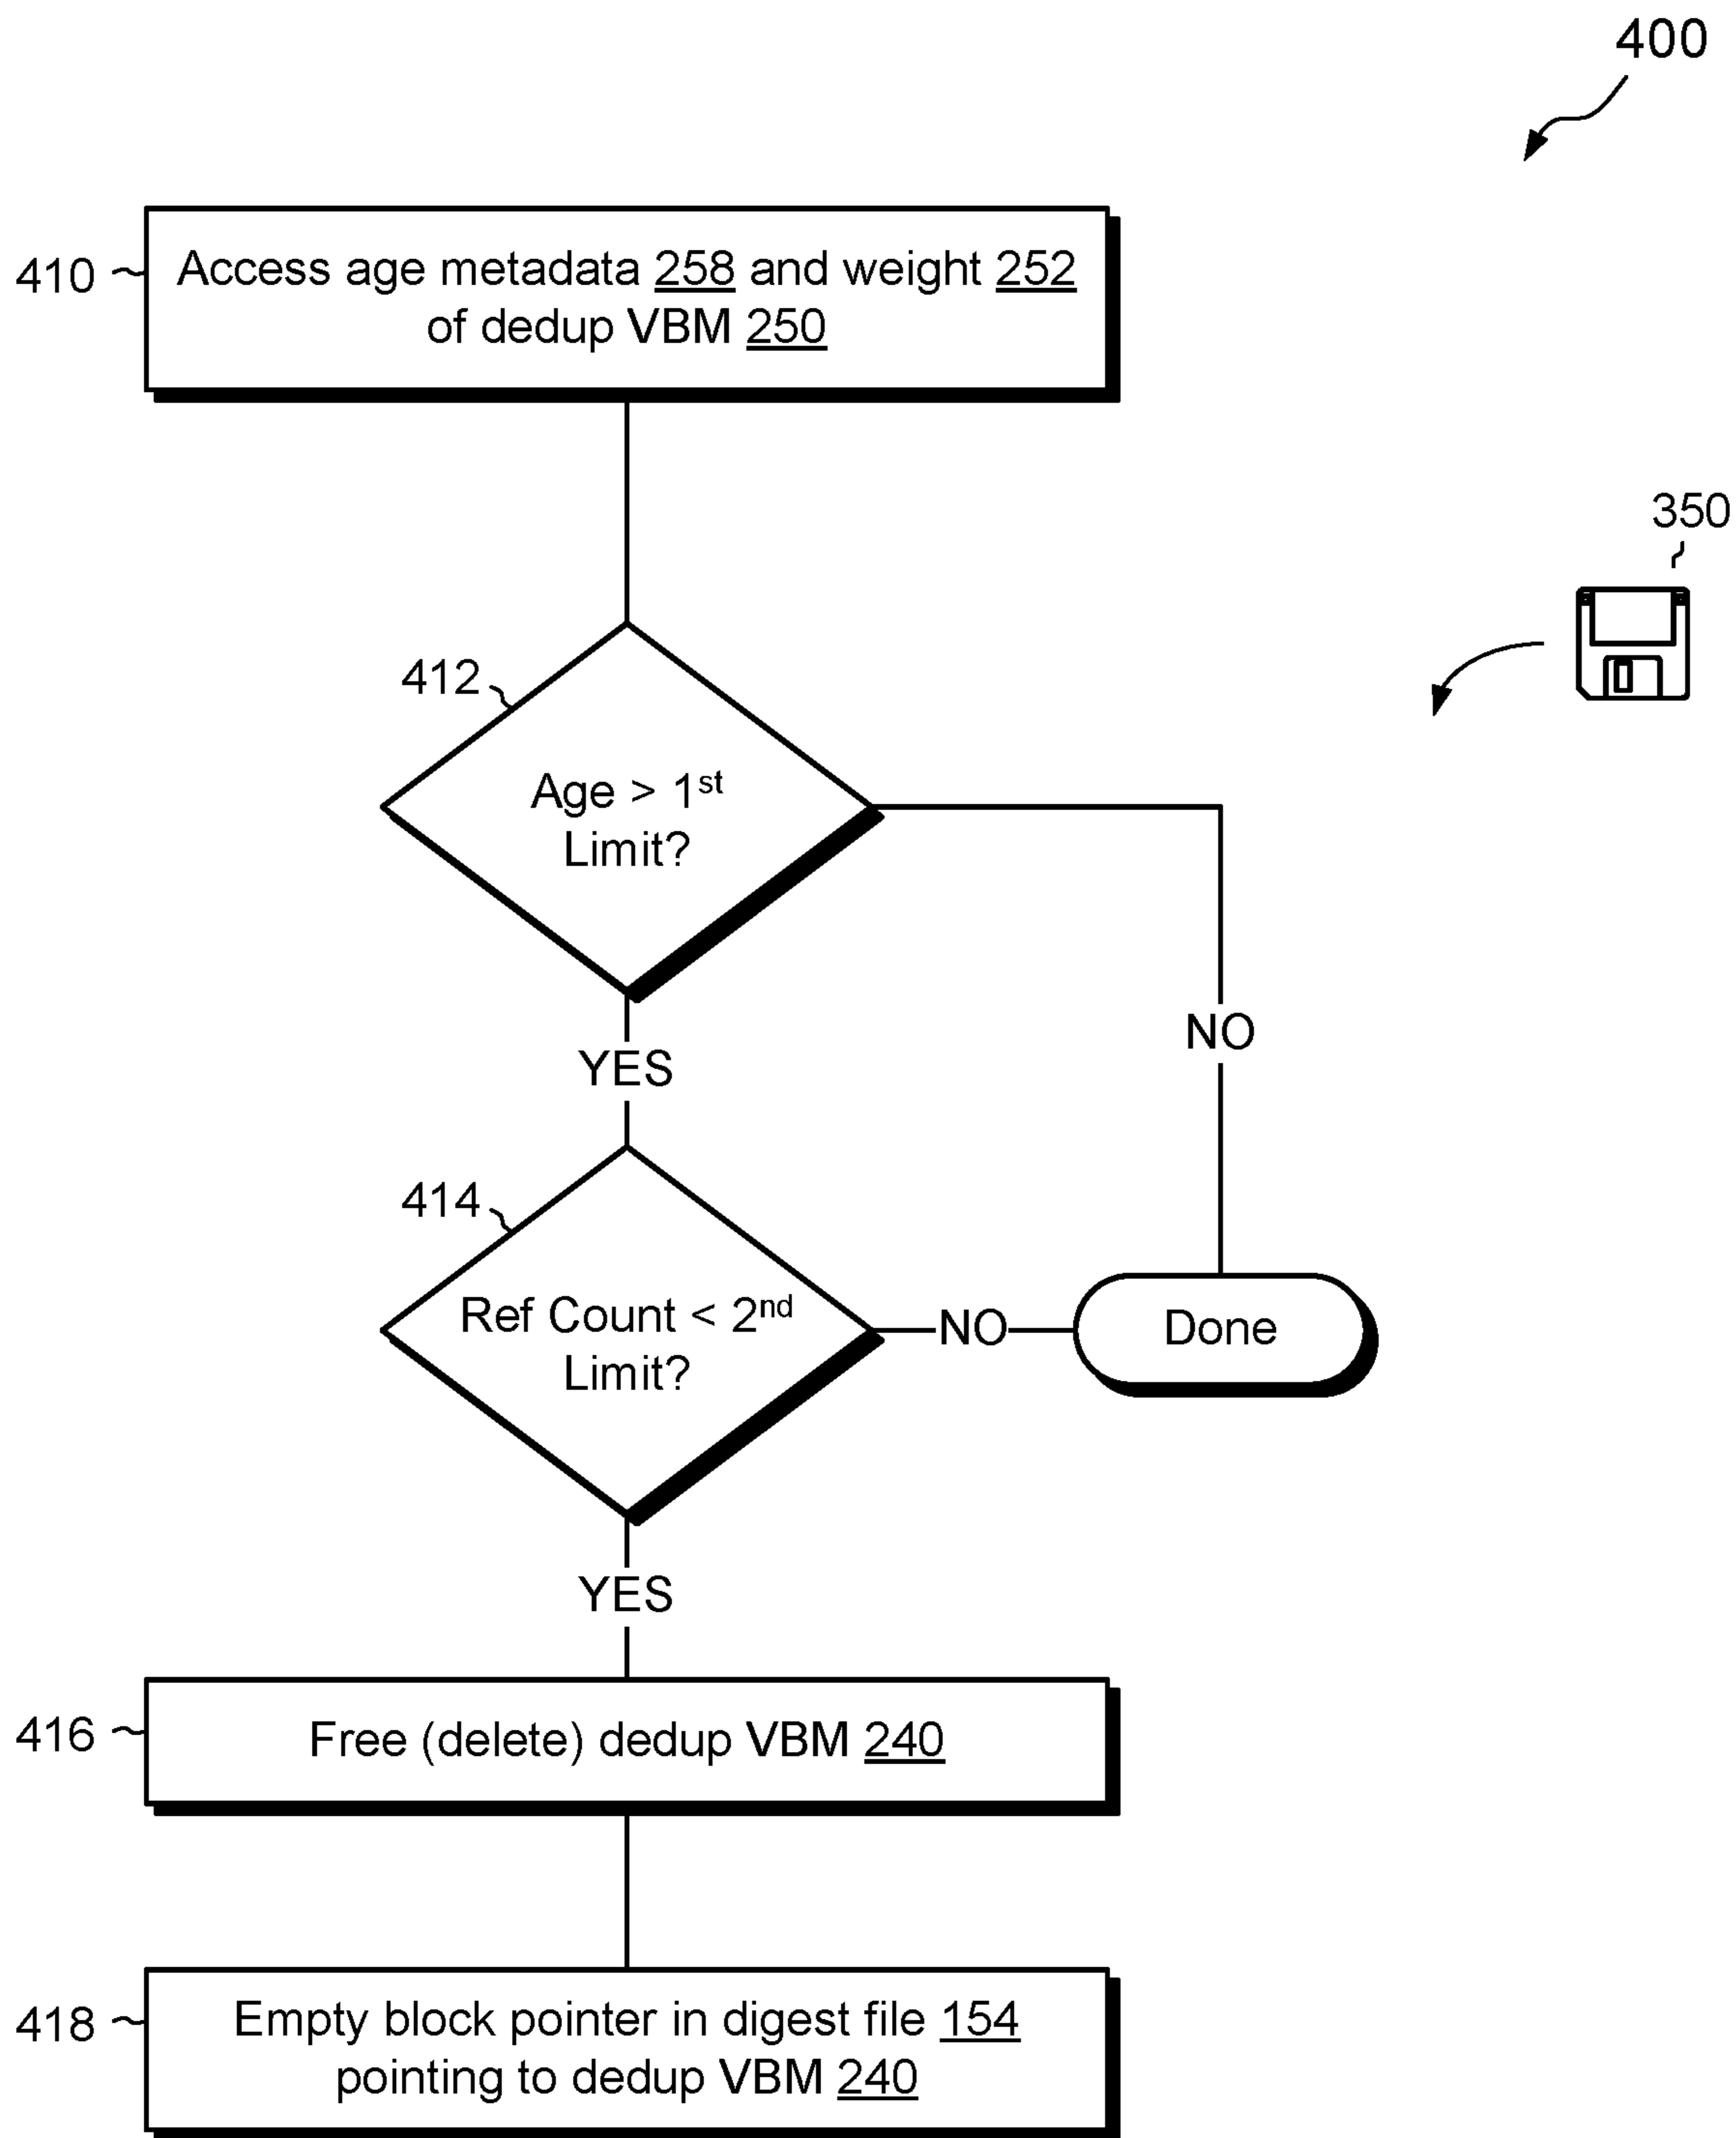 400
410
Access age metadata 258 and weight 252
of dedup VBM 250
350
412
Age > 1st
Limit?
NO
YES
414
Ref Count < 2nd
Limit?
NO
Done
YES
416
Free (delete) dedup VBM 240
418
Empty block pointer in digest file 154
pointing to dedup VBM 240